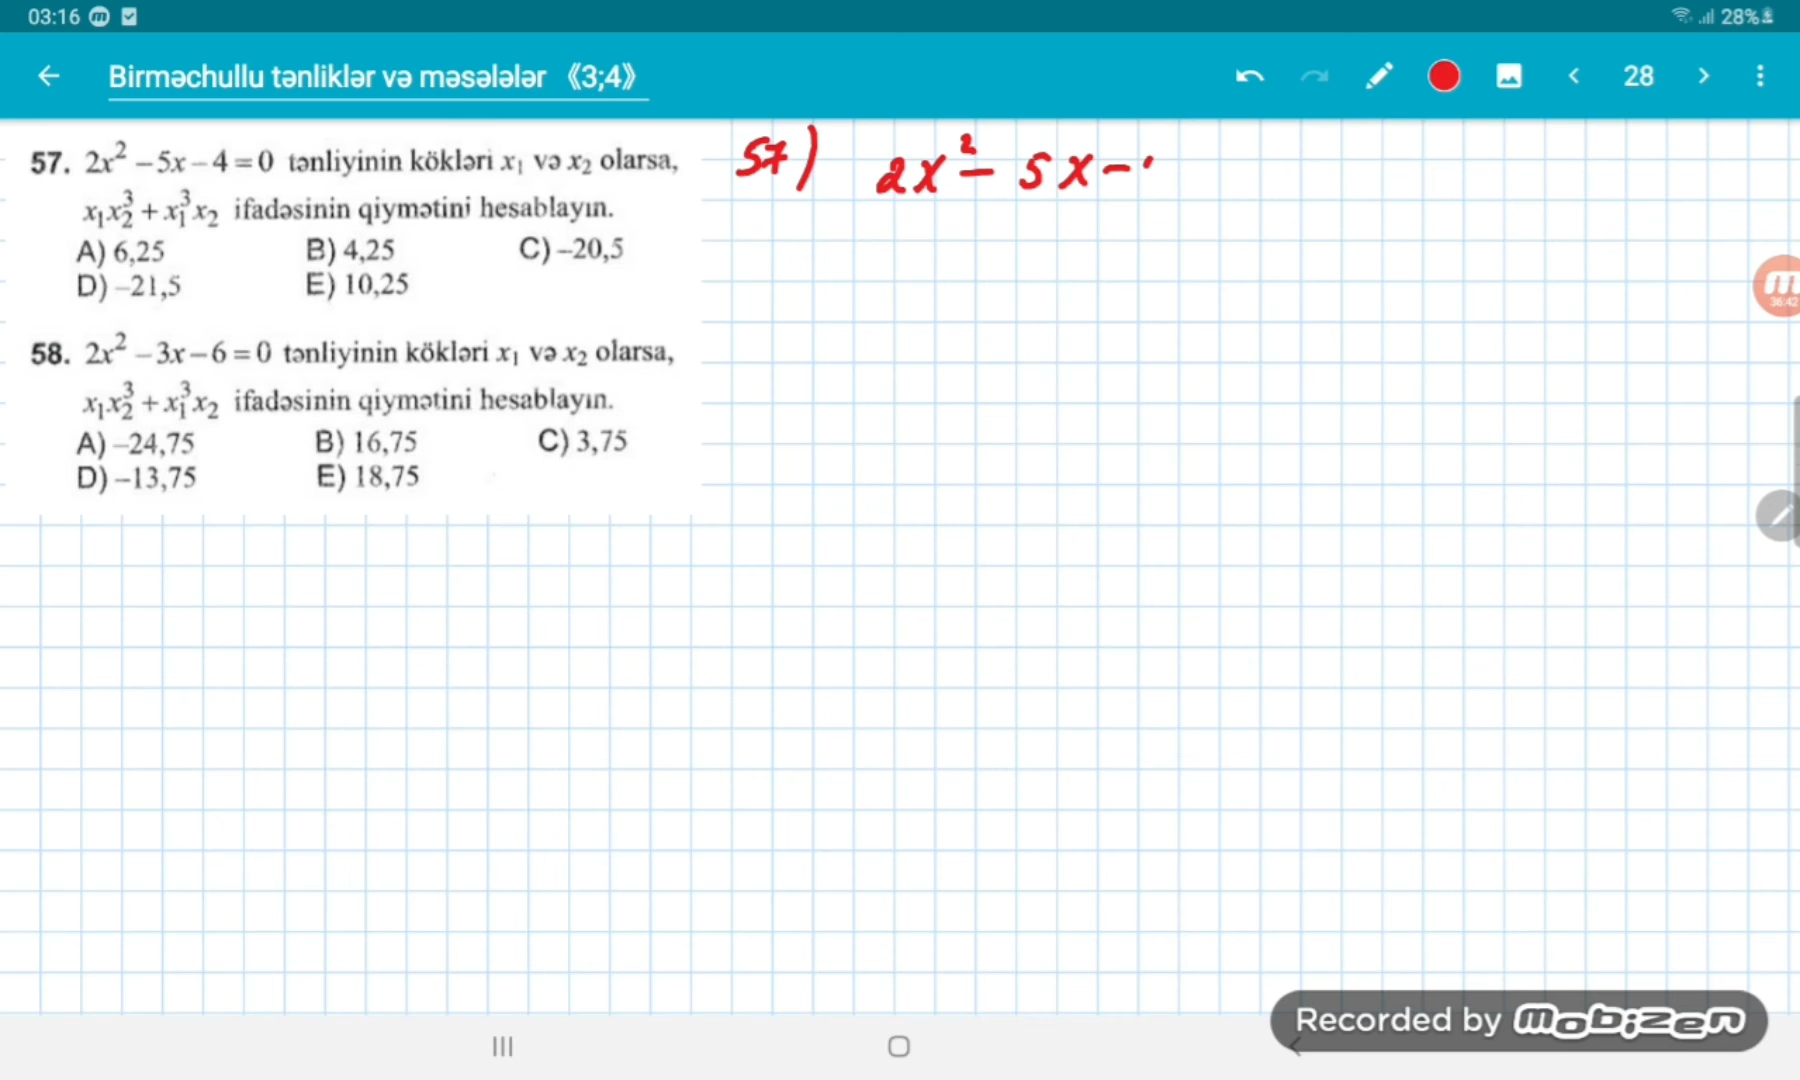 03:16
28%
Birməchullu tənliklər və məsələlər 《3;4》
28
57. 2x² – 5x – 4 = 0 tənliyinin kökləri x₁ və x₂ olarsa,
x₁x₂³ + x₁³x₂ ifadəsinin qiymətini hesablayın.
A) 6,25 B) 4,25 C) –20,5
D) –21,5 E) 10,25
58. 2x² – 3x – 6 = 0 tənliyinin kökləri x₁ və x₂ olarsa,
x₁x₂³ + x₁³x₂ ifadəsinin qiymətini hesablayın.
A) –24,75 B) 16,75 C) 3,75
D) –13,75 E) 18,75
57) 2x² – 5x –
36:42
Recorded by mobizen